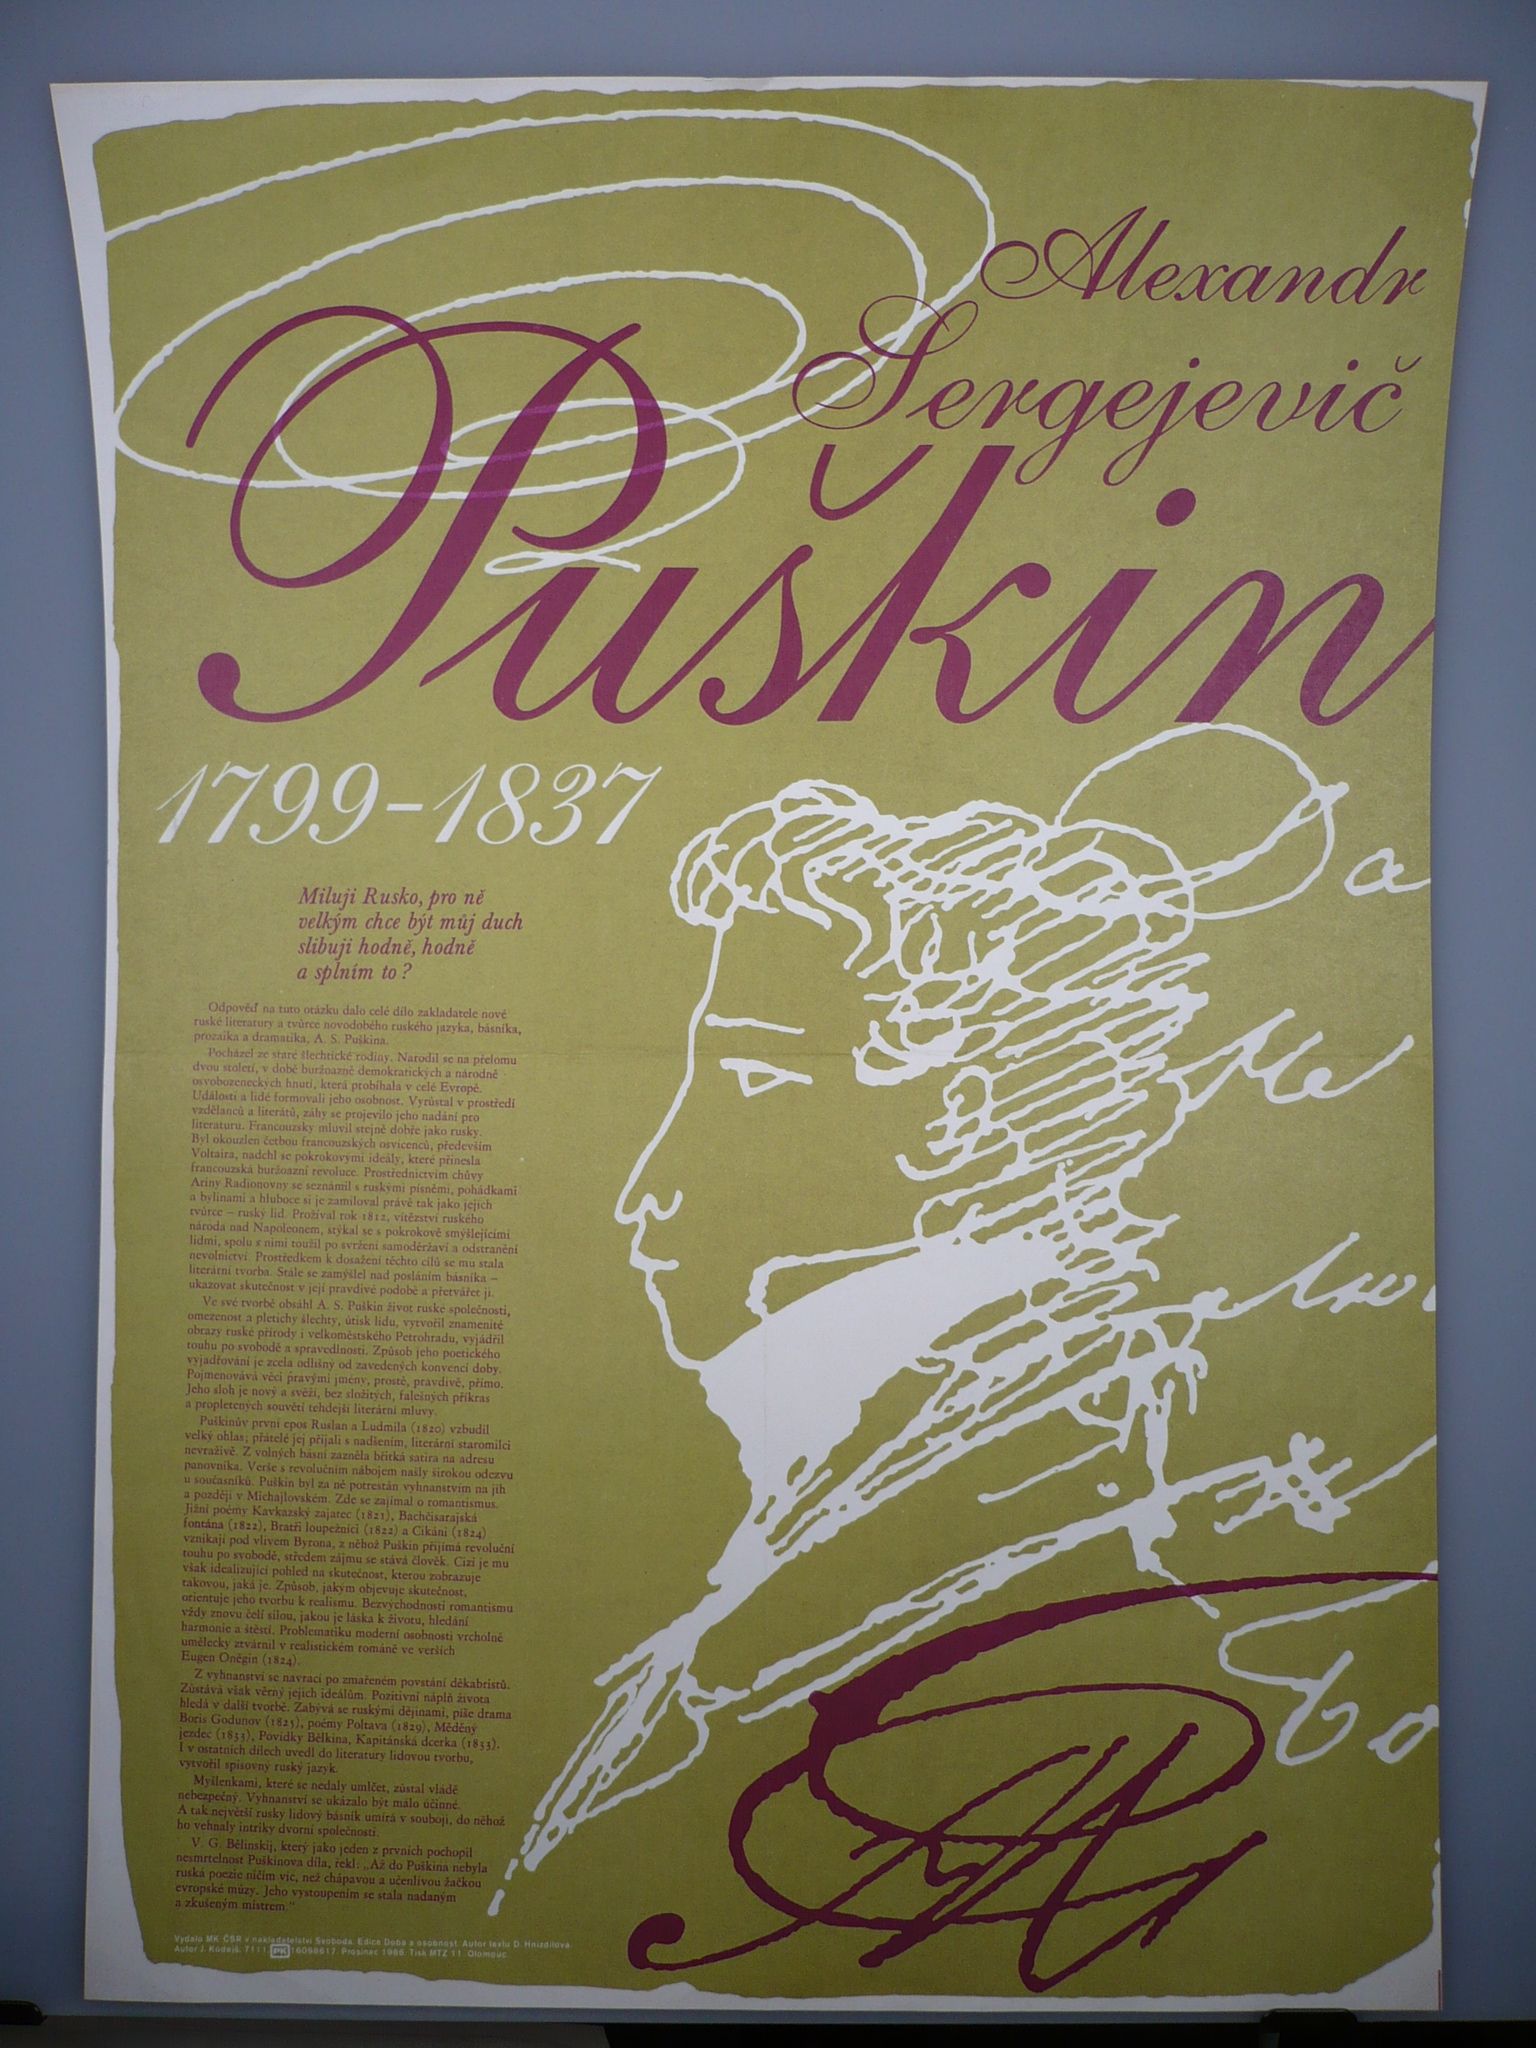 Alexandr
Sergejevič
Puškin
1799-1837
Miluji Rusko, pro ně
velkým chce být můj duch
slibuji hodně, hodně
a splním to?
Odpověď na tuto otázku dalo celé dílo zakladatele nové
ruské literatury a tvůrce novodobého ruského jazyka, básníka,
prozaika a dramatika, A. S. Puškina.
Pocházel ze staré šlechtické rodiny. Narodil se na přelomu
dvou století, v době buržoazně demokratických a národně
osvobozeneckých hnutí, která probíhala v celé Evropě.
Události a lidé formovali jeho osobnost. Vyrůstal v prostředí
vzdělanců a literátů, záhy se projevilo jeho nadání pro
literaturu. Francouzsky mluvil stejně dobře jako rusky.
Byl okouzlen četbou francouzských osvícenců, především
Voltaira, nadchl se pokrokovými ideály, které přinesla
francouzská buržoazní revoluce. Prostřednictvím chůvy
Ariny Radionovny se seznámil s ruskými písněmi, pohádkami
a bylinami a hluboce si je zamiloval právě tak jako jejich
tvůrce – ruský lid. Prožíval rok 1812, vítězství ruského
národa nad Napoleonem, stýkal se s pokrokově smýšlejícími
lidmi, spolu s nimi toužil po svržení samoděržaví a odstranění
nevolnictví. Prostředkem k dosažení těchto cílů se mu stala
literární tvorba. Stále se zamýšlel nad posláním básníka –
ukazovat skutečnost v její pravdivé podobě a přetvářet ji.
Ve své tvorbě obsáhl A. S. Puškin život ruské společnosti,
omezenost a pletichy šlechty, útisk lidu, vytvořil znamenité
obrazy ruské přírody i velkoměstského Petrohradu, vyjádřil
touhu po svobodě a spravedlnosti. Způsob jeho poetického
vyjadřování je zcela odlišný od zavedených konvencí doby.
Pojmenovává věci pravými jmény, prostě, pravdivě, přímo.
Jeho sloh je nový a svěží, bez složitých, falešných příkras
a propletených souvětí tehdejší literární mluvy.
Puškinův první epos Ruslan a Ludmila (1820) vzbudil
velký ohlas; přátelé jej přijali s nadšením, literární staromilci
nevraživě. Z volných básní zazněla břitká satira na adresu
panovníka. Verše s revolučním nábojem našly širokou odezvu
u současníků. Puškin byl za ně potrestán vyhnanstvím na jih
a později v Michajlovském. Zde se zajímal o romantismus.
Jižní poémy Kavkazský zajatec (1821), Bachčisarajská
fontána (1822), Bratři loupežníci (1822) a Cikáni (1824)
vznikají pod vlivem Byrona, z něhož Puškin přijímá revoluční
touhu po svobodě, středem zájmu se stává člověk. Cizí je mu
však idealizující pohled na skutečnost, kterou zobrazuje
takovou, jaká je. Způsob, jakým objevuje skutečnost,
orientuje jeho tvorbu k realismu. Bezvýchodnosti romantismu
vždy znovu čelí silou, jakou je láska k životu, hledání
harmonie a štěstí. Problematiku moderní osobnosti vrcholně
umělecky ztvárnil v realistickém románě ve verších
Eugen Oněgin (1824).
Z vyhnanství se navrací po zmařeném povstání děkabristů.
Zůstává však věrný jejich ideálům. Pozitivní náplň života
hledá v další tvorbě. Zabývá se ruskými dějinami, píše drama
Boris Godunov (1825), poémy Poltava (1829), Měděný
jezdec (1833), Povídky Bělkina, Kapitánská dcerka (1833).
I v ostatních dílech uvedl do literatury lidovou tvorbu,
vytvořil spisovný ruský jazyk.
Myšlenkami, které se nedaly umlčet, zůstal vládě
nebezpečný. Vyhnanství se ukázalo být málo účinné.
A tak největší ruský lidový básník umírá v souboji, do něhož
ho vehnaly intriky dvorní společnosti.
V. G. Bělinskij, který jako jeden z prvních pochopil
nesmrtelnost Puškinova díla, řekl: „Až do Puškina nebyla
ruská poezie ničím víc, než chápavou a učenlivou žačkou
evropské múzy. Jeho vystoupením se stala nadaným
a zkušeným mistrem."
Vydalo MK ČSR v nakladatelství Svoboda. Edice Doba a osobnost. Autor textu D. Hnízdilová.
Autor J. Kodejš. 7111 PK 16098617. Prosinec 1986. Tisk MTZ 11 Olomouc.